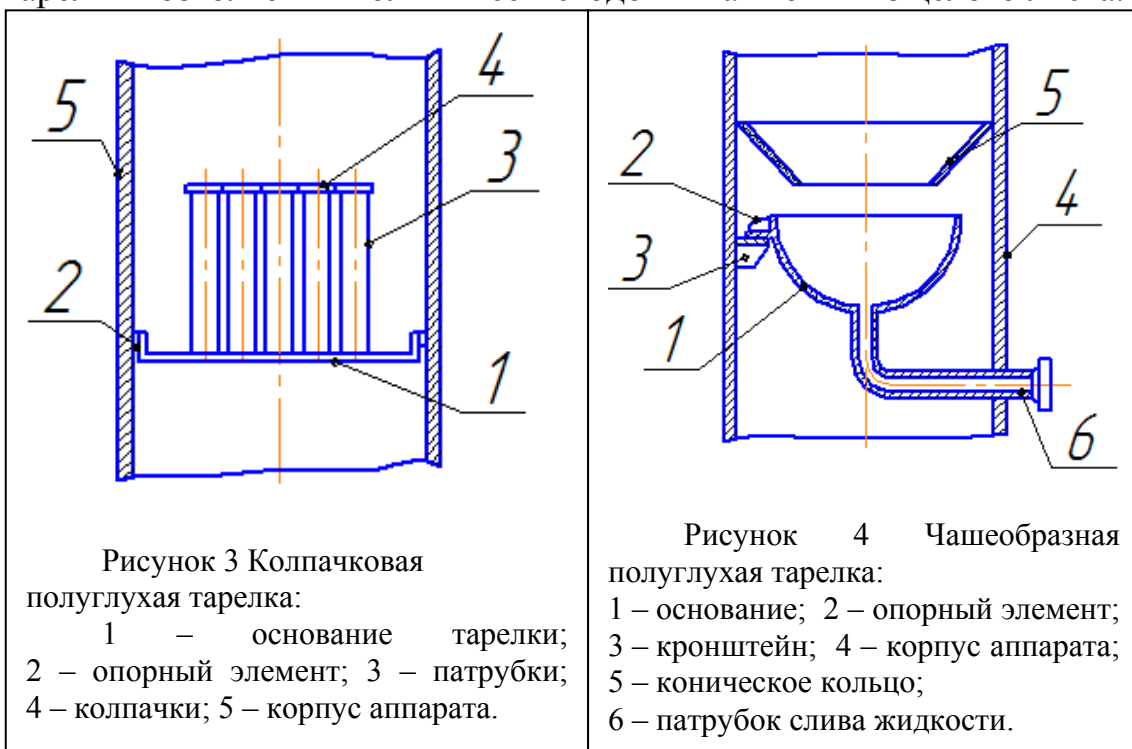 5
4
3
2
1
2
5
4
3
1
6
Рисунок 3 Колпачковая
полуглухая тарелка:
1 – основание тарелки;
2 – опорный элемент; 3 – патрубки;
4 – колпачки; 5 – корпус аппарата.
Рисунок 4 Чашеобразная
полуглухая тарелка:
1 – основание; 2 – опорный элемент;
3 – кронштейн; 4 – корпус аппарата;
5 – коническое кольцо;
6 – патрубок слива жидкости.